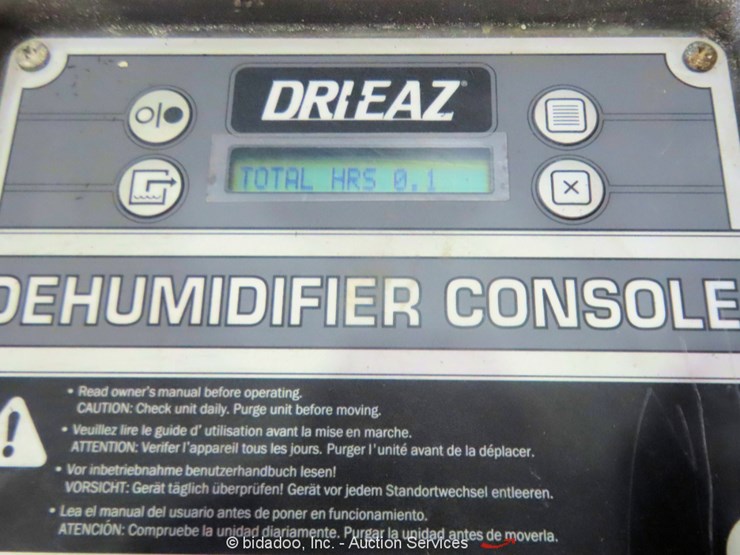 DRI-EAZ
TOTAL HRS 0.1
DEHUMIDIFIER CONSOLE
• Read owner's manual before operating.
CAUTION: Check unit daily. Purge unit before moving.
• Veuillez lire le guide d' utilisation avant la mise en marche.
ATTENTION: Verifer l'appareil tous les jours. Purger l'unité avant de la déplacer.
• Vor inbetriebnahme benutzerhandbuch lesen!
VORSICHT: Gerät täglich überprüfen! Gerät vor jedem Standortwechsel entleeren.
• Lea el manual del usuario antes de poner en funcionamiento.
ATENCIÓN: Compruebe la unidad diariamente. Purgar la unidad antes de moverla.
© bidadoo, Inc. - Auction Services